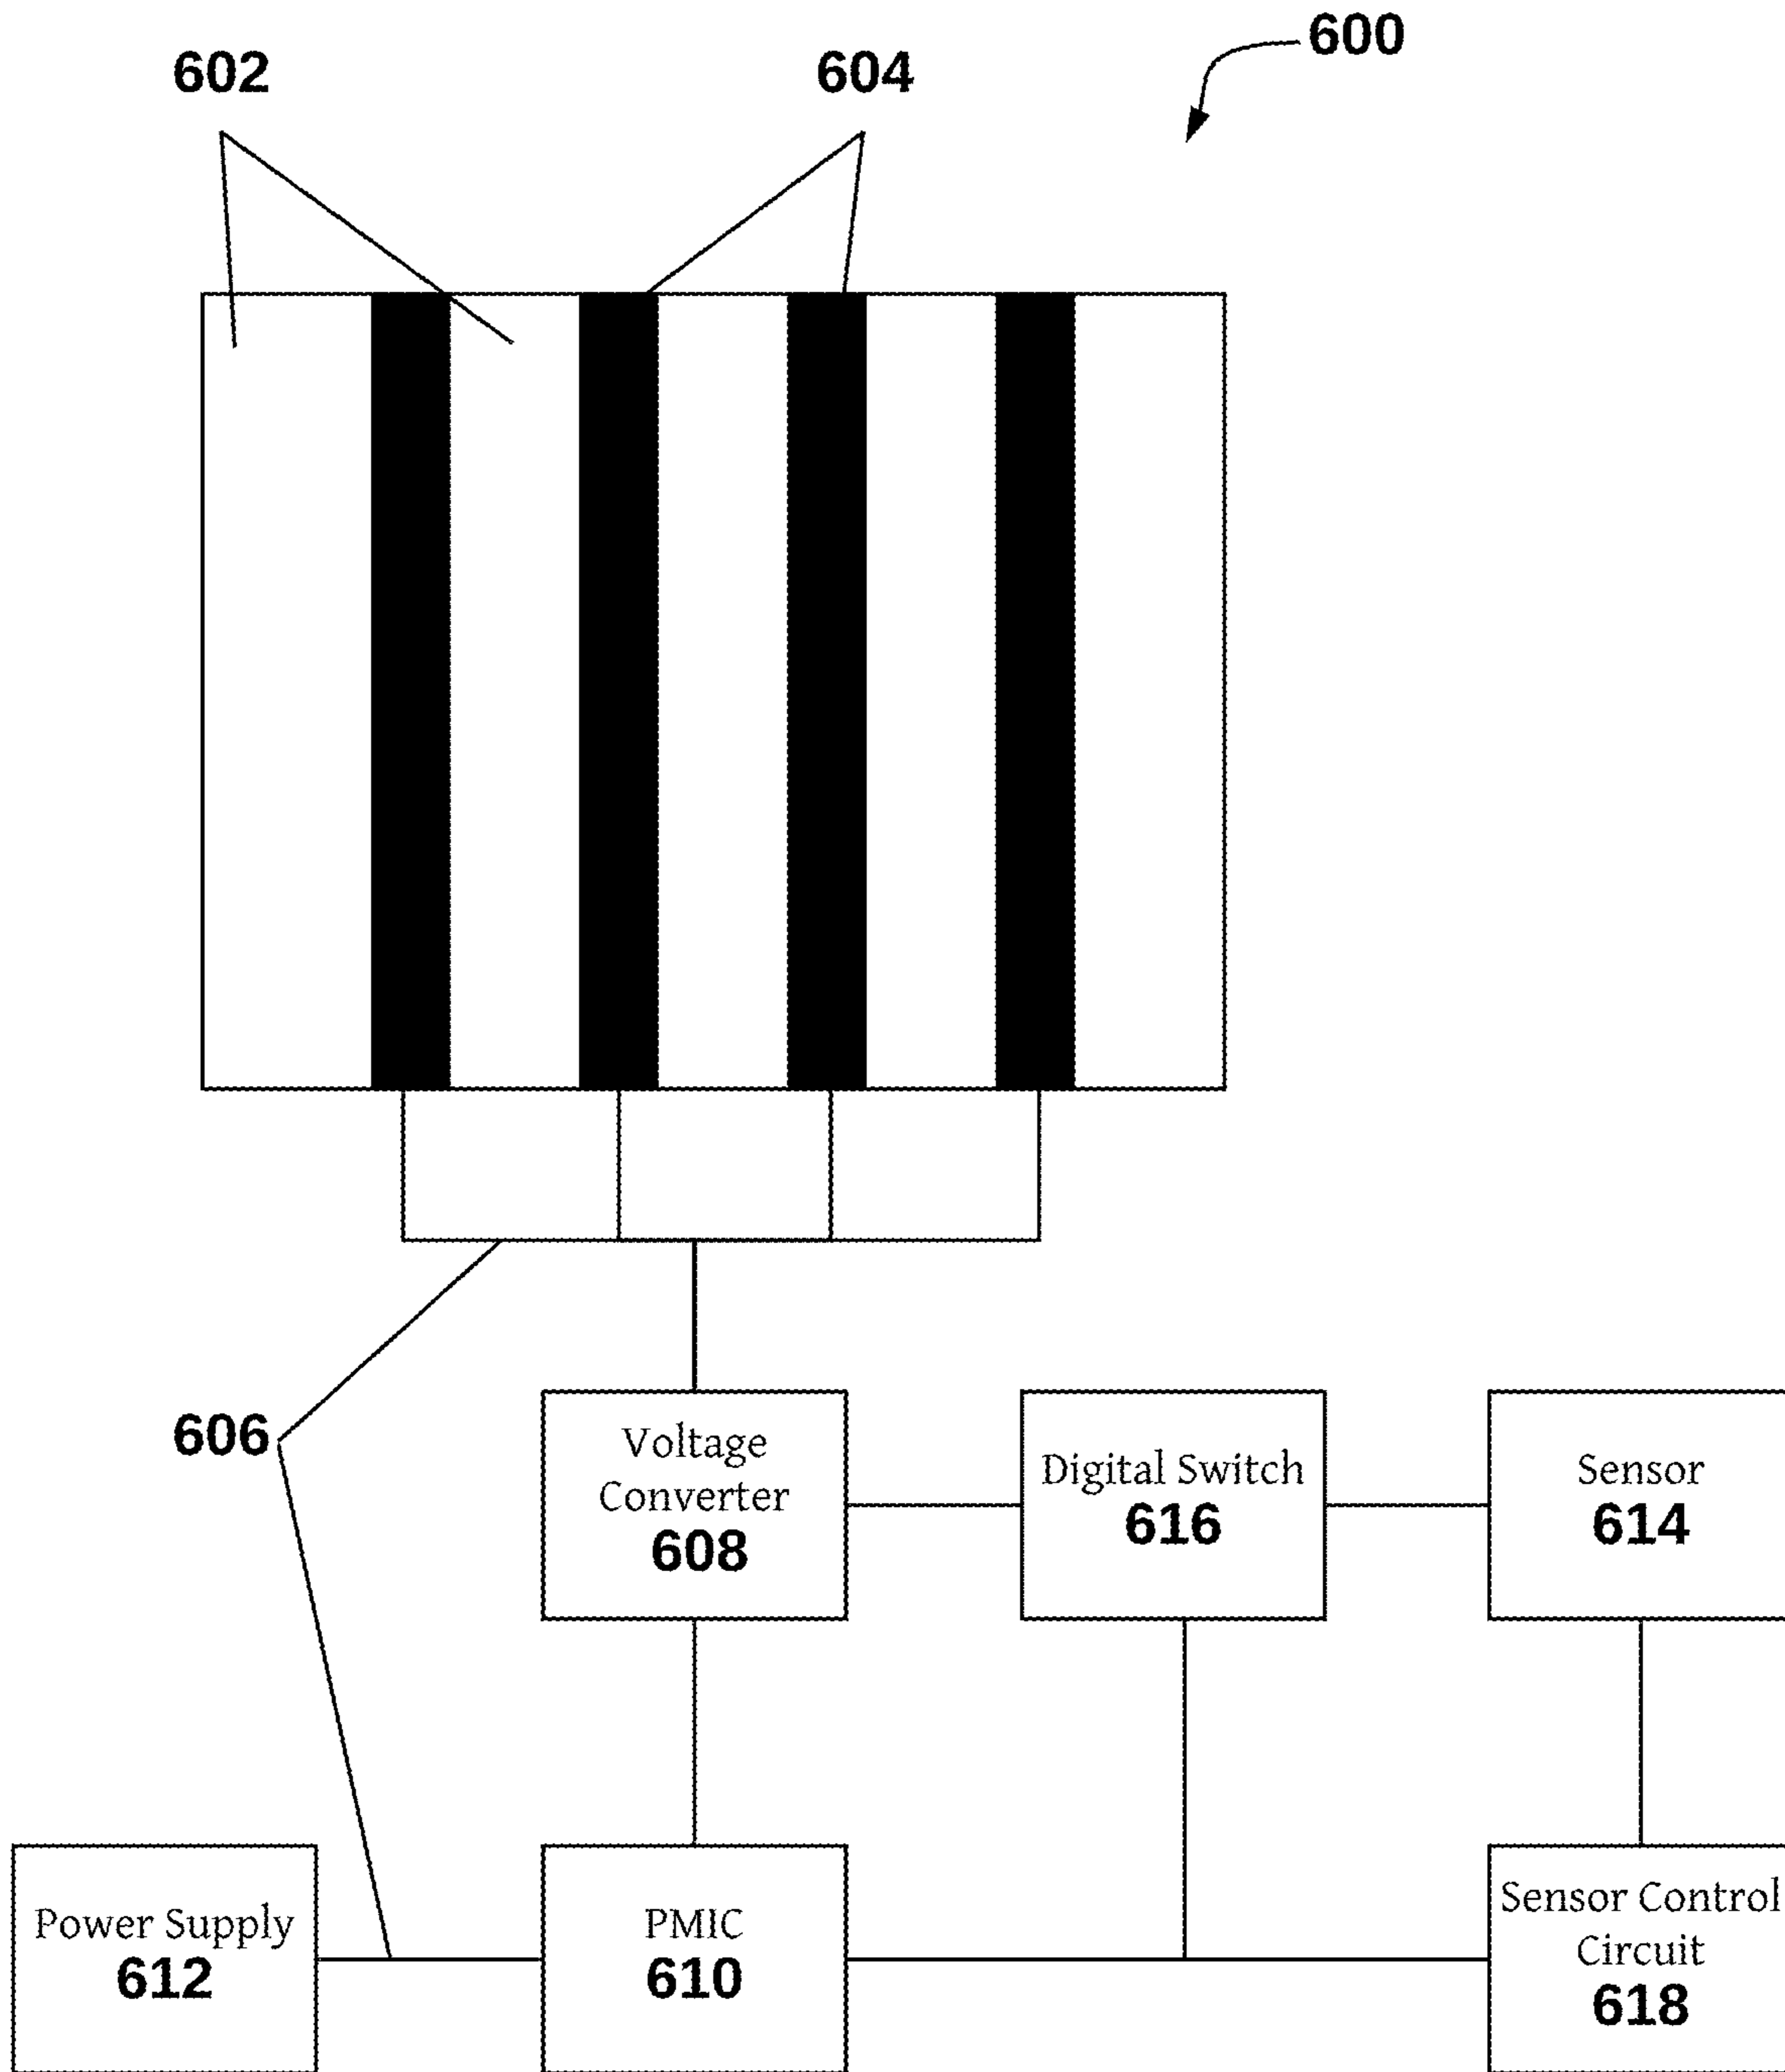 600
602
604
606
Voltage
Converter
608
Digital Switch
616
Sensor
614
Power Supply
612
PMIC
610
Sensor Control
Circuit
618